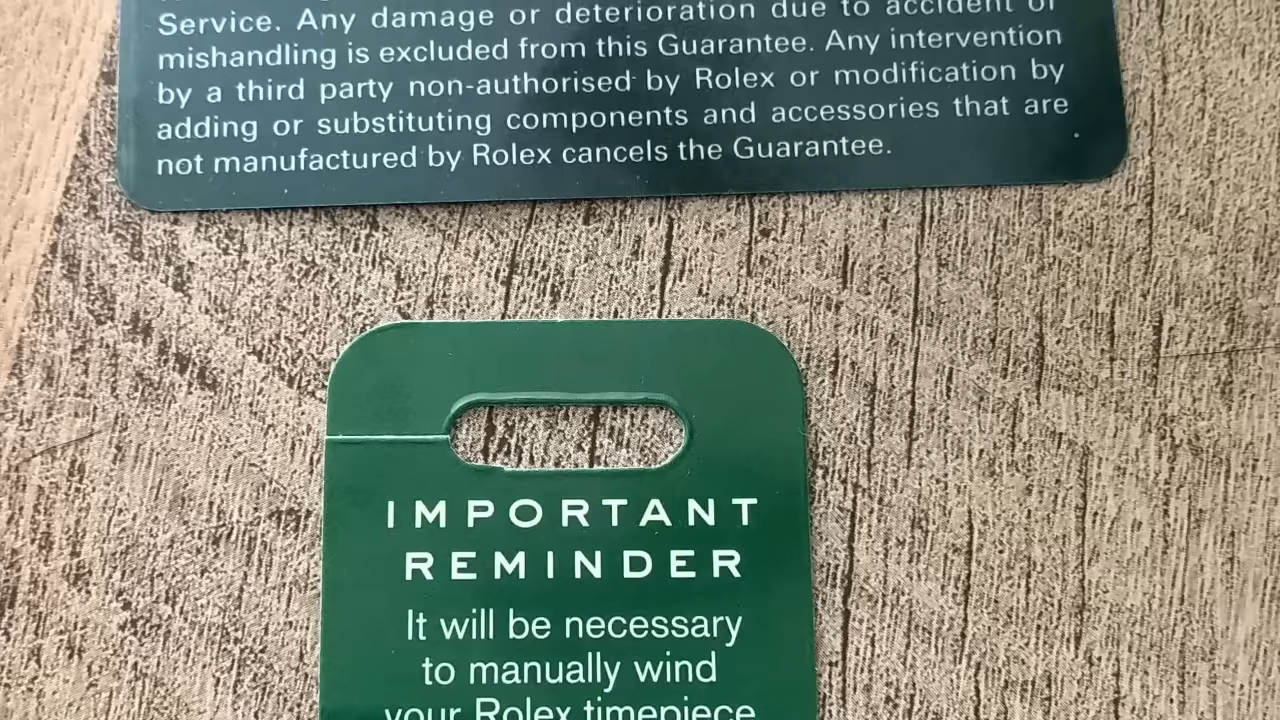 Service. Any damage or deterioration due to accident or
mishandling is excluded from this Guarantee. Any intervention
by a third party non-authorised by Rolex or modification by
adding or substituting components and accessories that are
not manufactured by Rolex cancels the Guarantee.
IMPORTANT
REMINDER
It will be necessary
to manually wind
your Rolex timepiece